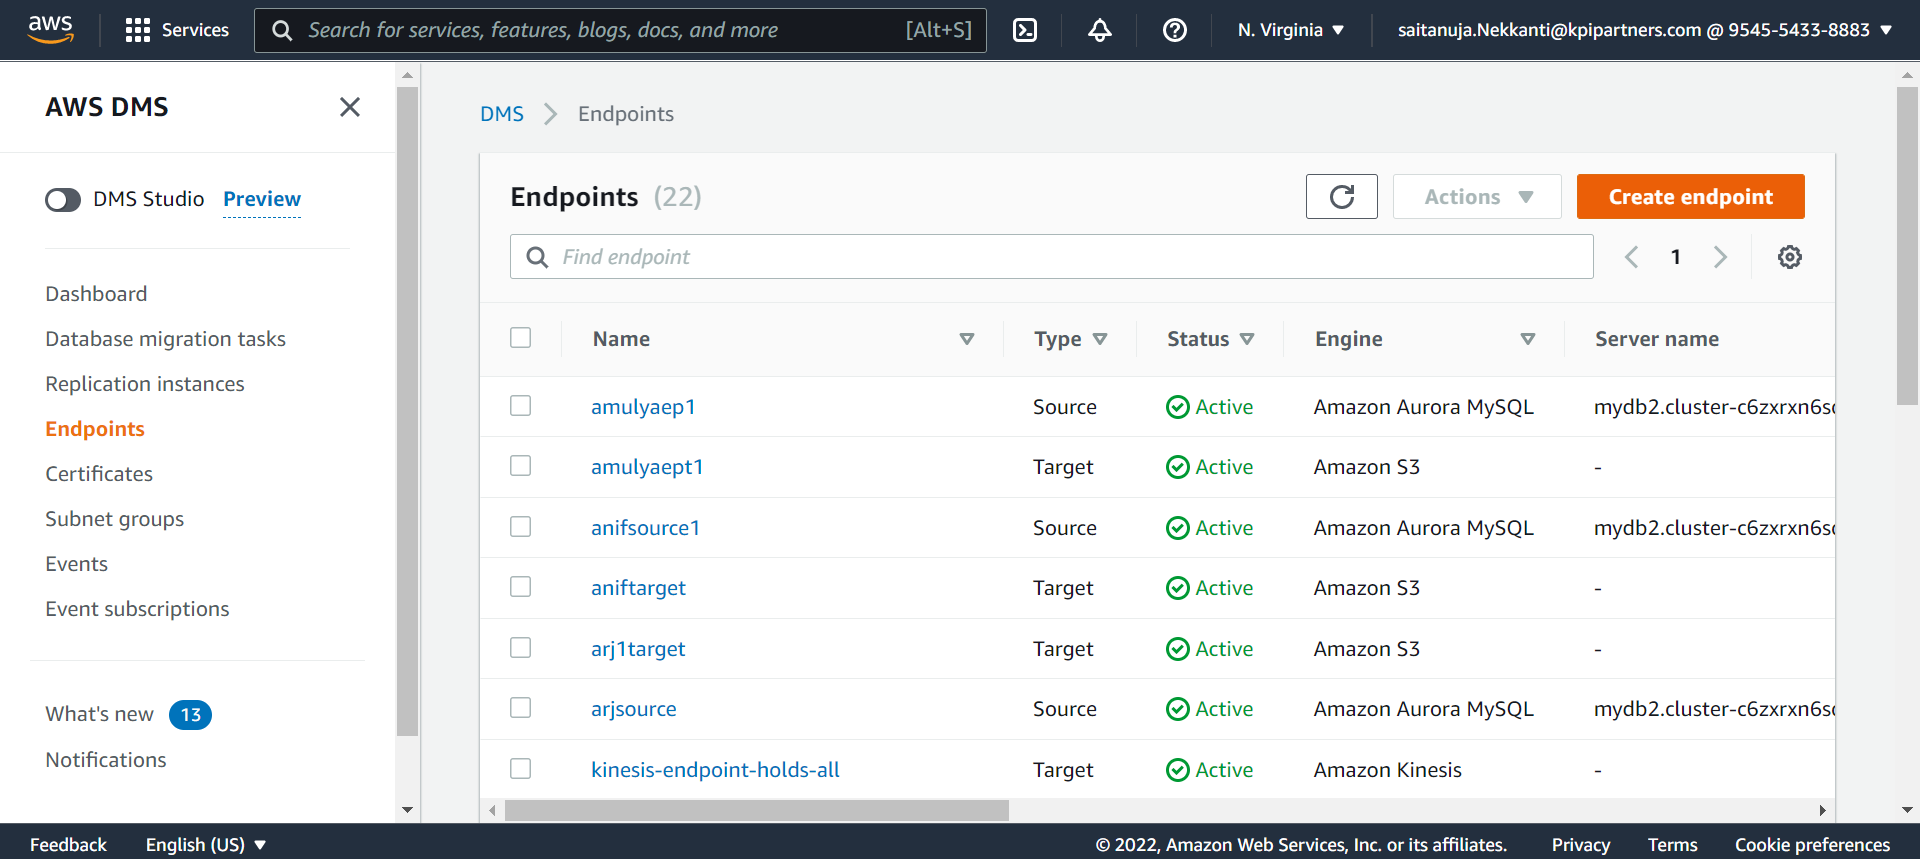 aws
Services
Search for services, features, blogs, docs, and more
[Alt+S]
N. Virginia
saitanuja.Nekkanti@kpipartners.com @ 9545-5433-8883
AWS DMS
DMS Studio
Preview
Dashboard
Database migration tasks
Replication instances
Endpoints
Certificates
Subnet groups
Events
Event subscriptions
What's new 13
Notifications
DMS
Endpoints
Endpoints (22)
Actions
Create endpoint
Find endpoint
1
Name Type Status Engine Server name
amulyaep1 Source Active Amazon Aurora MySQL mydb2.cluster-c6zxrxn6s
amulyaept1 Target Active Amazon S3 -
anifsource1 Source Active Amazon Aurora MySQL mydb2.cluster-c6zxrxn6s
aniftarget Target Active Amazon S3 -
arj1target Target Active Amazon S3 -
arjsource Source Active Amazon Aurora MySQL mydb2.cluster-c6zxrxn6s
kinesis-endpoint-holds-all Target Active Amazon Kinesis -
Feedback English (US) © 2022, Amazon Web Services, Inc. or its affiliates. Privacy Terms Cookie preferences